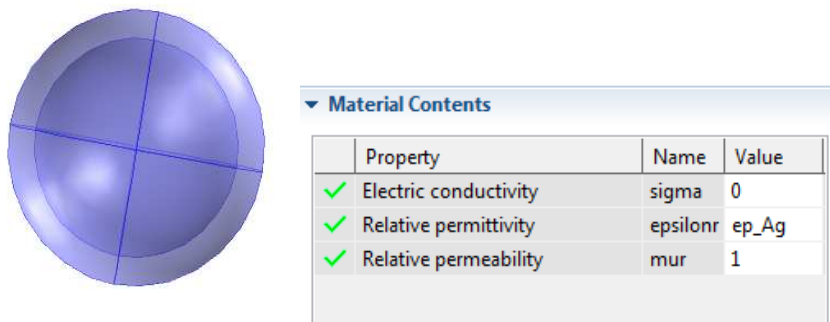 Material Contents
Property Name Value
Electric conductivity sigma 0
Relative permittivity epsilonr ep_Ag
Relative permeability mur 1